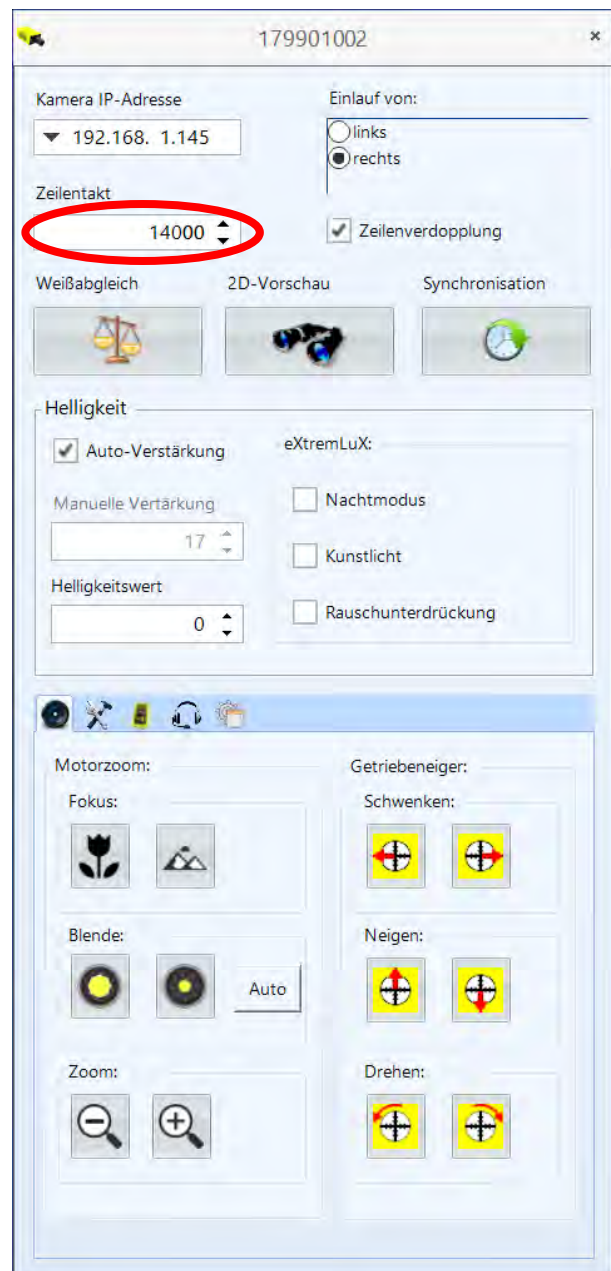 179901002
Kamera IP-Adresse
192.168. 1.145
Einlauf von:
links
rechts
Zeilentakt
14000
Zeilenverdopplung
Weißabgleich
2D-Vorschau
Synchronisation
Helligkeit
Auto-Verstärkung
Manuelle Vertärkung
17
Helligkeitswert
0
eXtremLuX:
Nachtmodus
Kunstlicht
Rauschunterdrückung
Motorzoom:
Fokus:
Blende:
Auto
Zoom:
Getriebeneiger:
Schwenken:
Neigen:
Drehen: